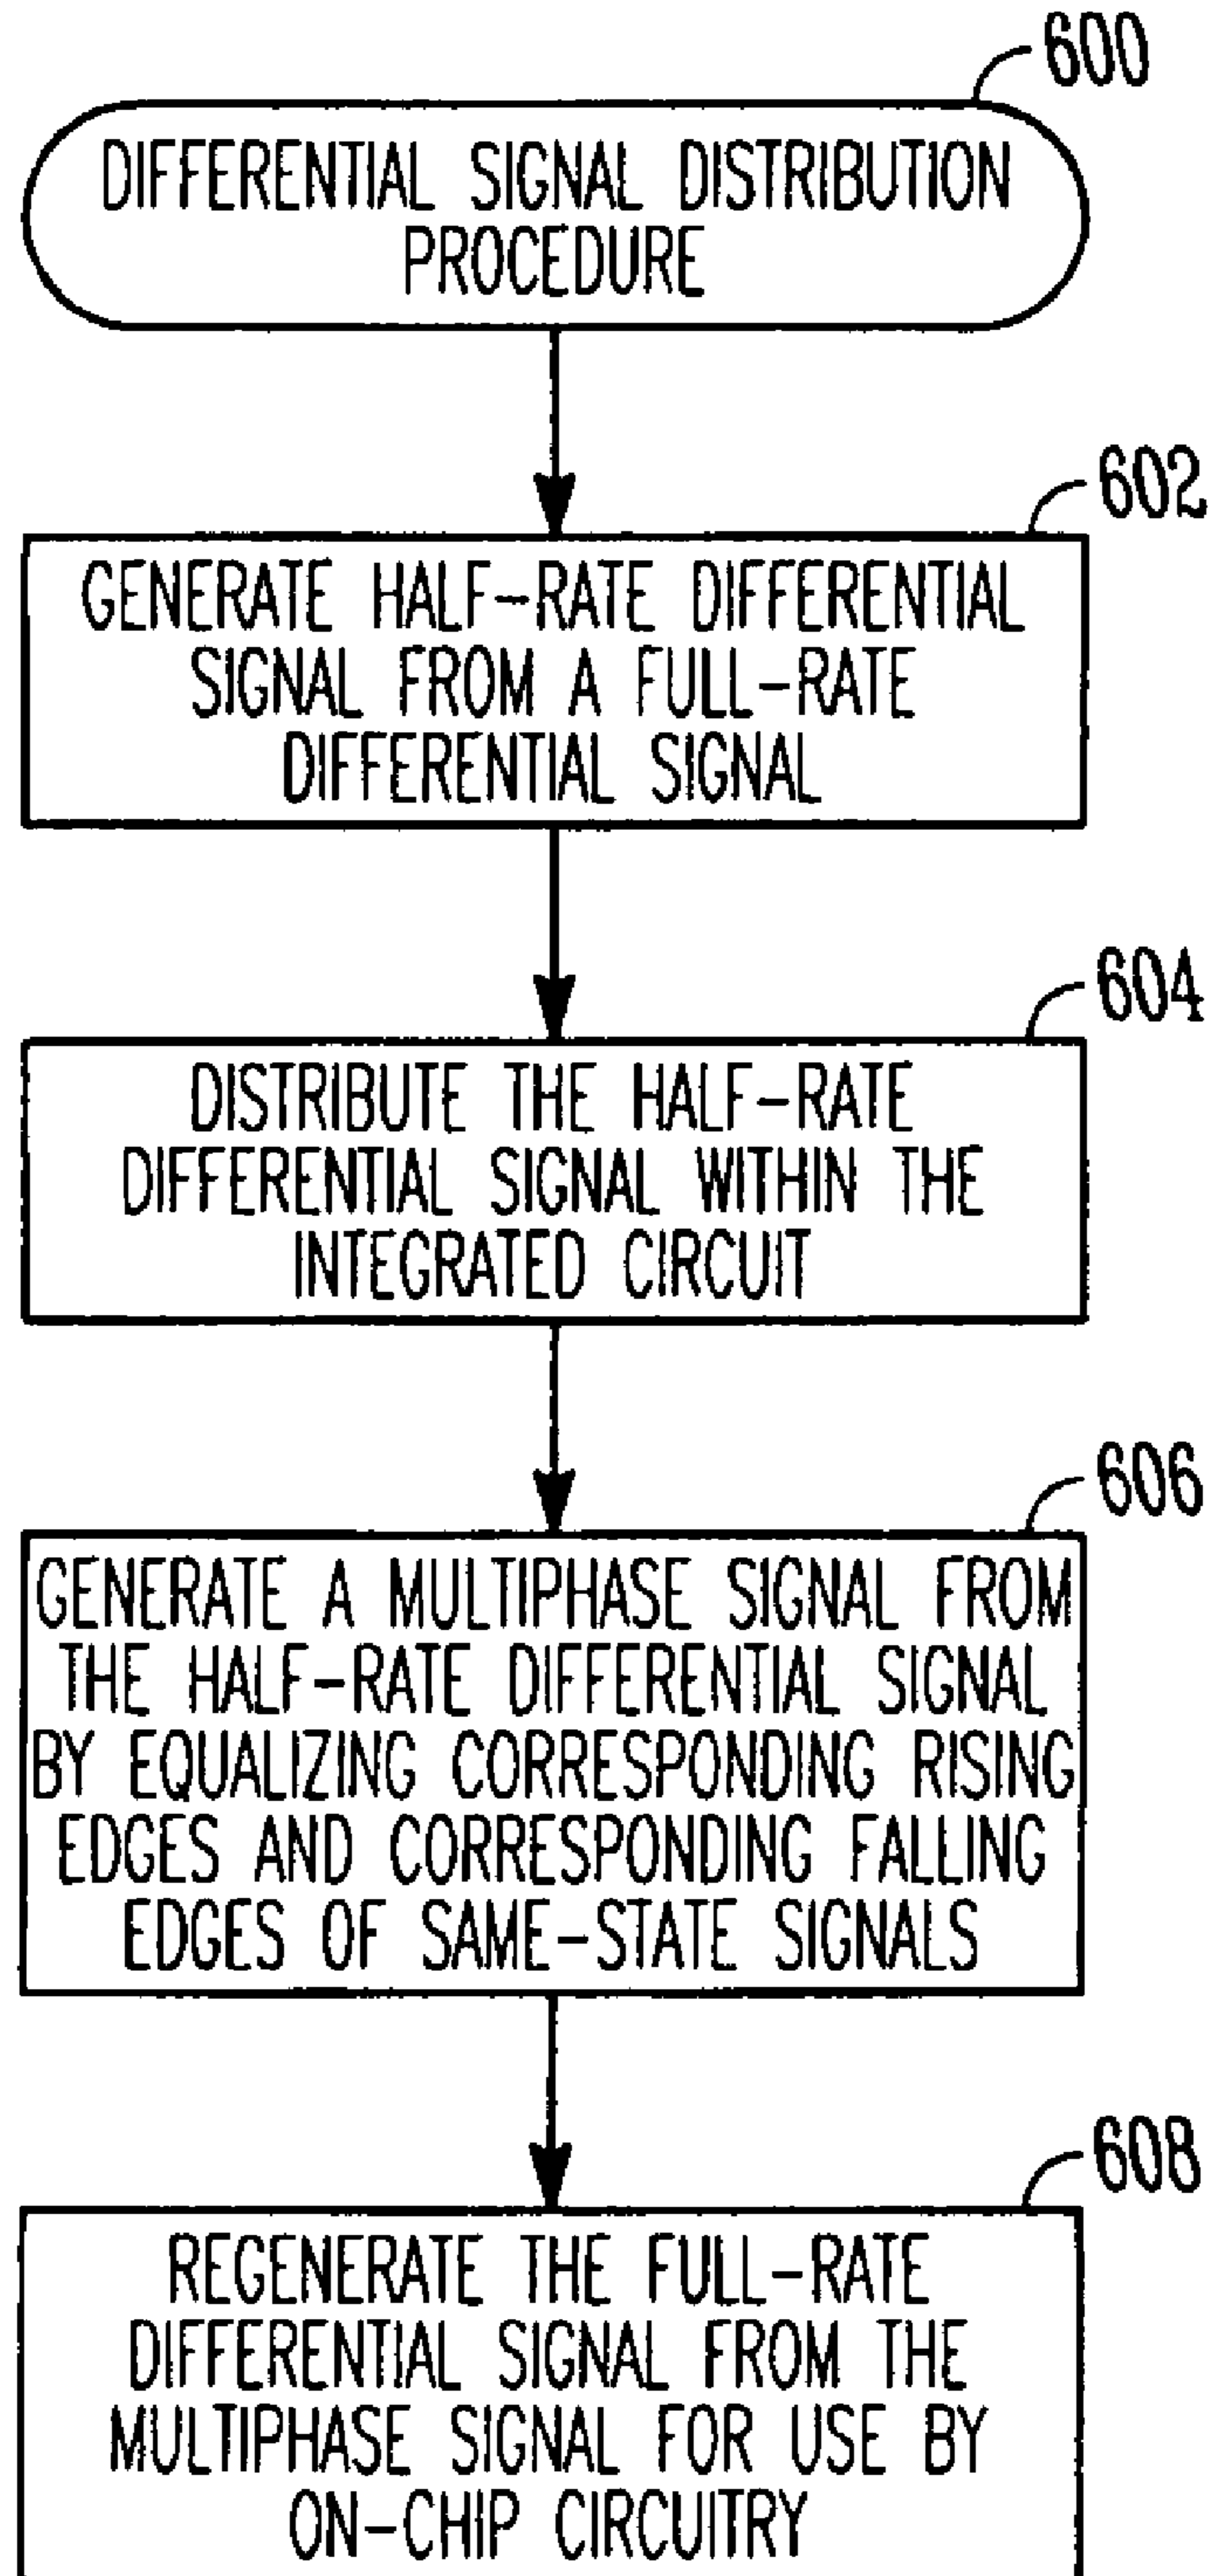 600
DIFFERENTIAL SIGNAL DISTRIBUTION
PROCEDURE
602
GENERATE HALF-RATE DIFFERENTIAL
SIGNAL FROM A FULL-RATE
DIFFERENTIAL SIGNAL
604
DISTRIBUTE THE HALF-RATE
DIFFERENTIAL SIGNAL WITHIN THE
INTEGRATED CIRCUIT
606
GENERATE A MULTIPHASE SIGNAL FROM
THE HALF-RATE DIFFERENTIAL SIGNAL
BY EQUALIZING CORRESPONDING RISING
EDGES AND CORRESPONDING FALLING
EDGES OF SAME-STATE SIGNALS
608
REGENERATE THE FULL-RATE
DIFFERENTIAL SIGNAL FROM THE
MULTIPHASE SIGNAL FOR USE BY
ON-CHIP CIRCUITRY